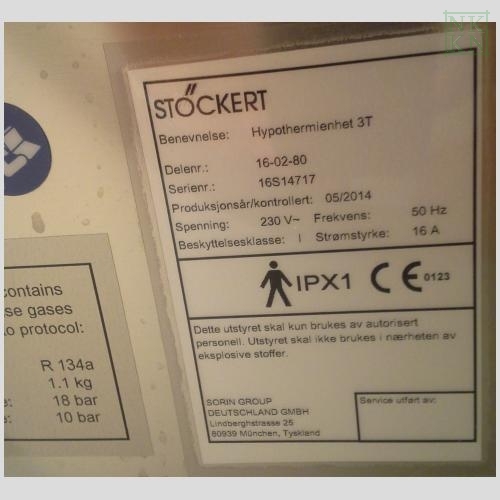 STÖCKERT
Benevnelse: Hypothermienhet 3T
Delenr.: 16-02-80
Serienr.: 16S14717
Produksjonsår/kontrollert: 05/2014
Spenning: 230 V~ Frekvens: 50 Hz
Beskyttelsesklasse: I Strømstyrke: 16 A
IPX1 CE 0123
Dette utstyret skal kun brukes av autorisert
personell. Utstyret skal ikke brukes i nærheten av
eksplosive stoffer.
SORIN GROUP
DEUTSCHLAND GMBH
Lindberghstrasse 25
80939 München, Tyskland
Service utført av:
contains
se gases
to protocol:
R 134a
1.1 kg
18 bar
10 bar